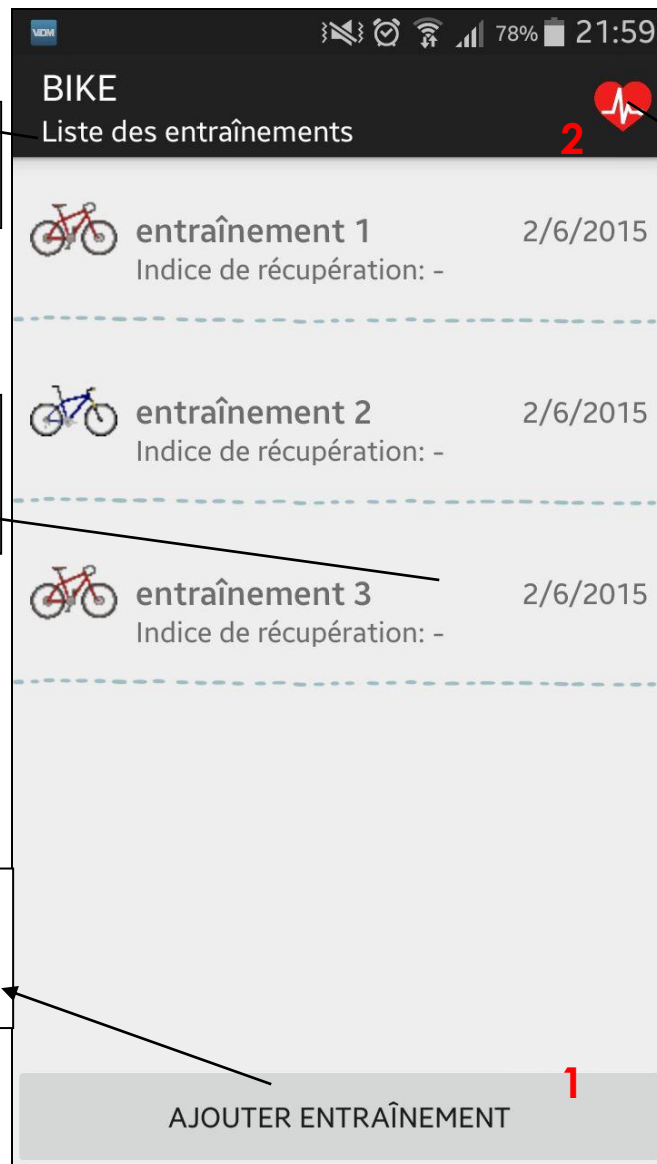 VDM 78% 21:59
BIKE
Liste des entraînements
2
entraînement 1 2/6/2015
Indice de récupération: -
entraînement 2 2/6/2015
Indice de récupération: -
entraînement 3 2/6/2015
Indice de récupération: -
1
AJOUTER ENTRAÎNEMENT